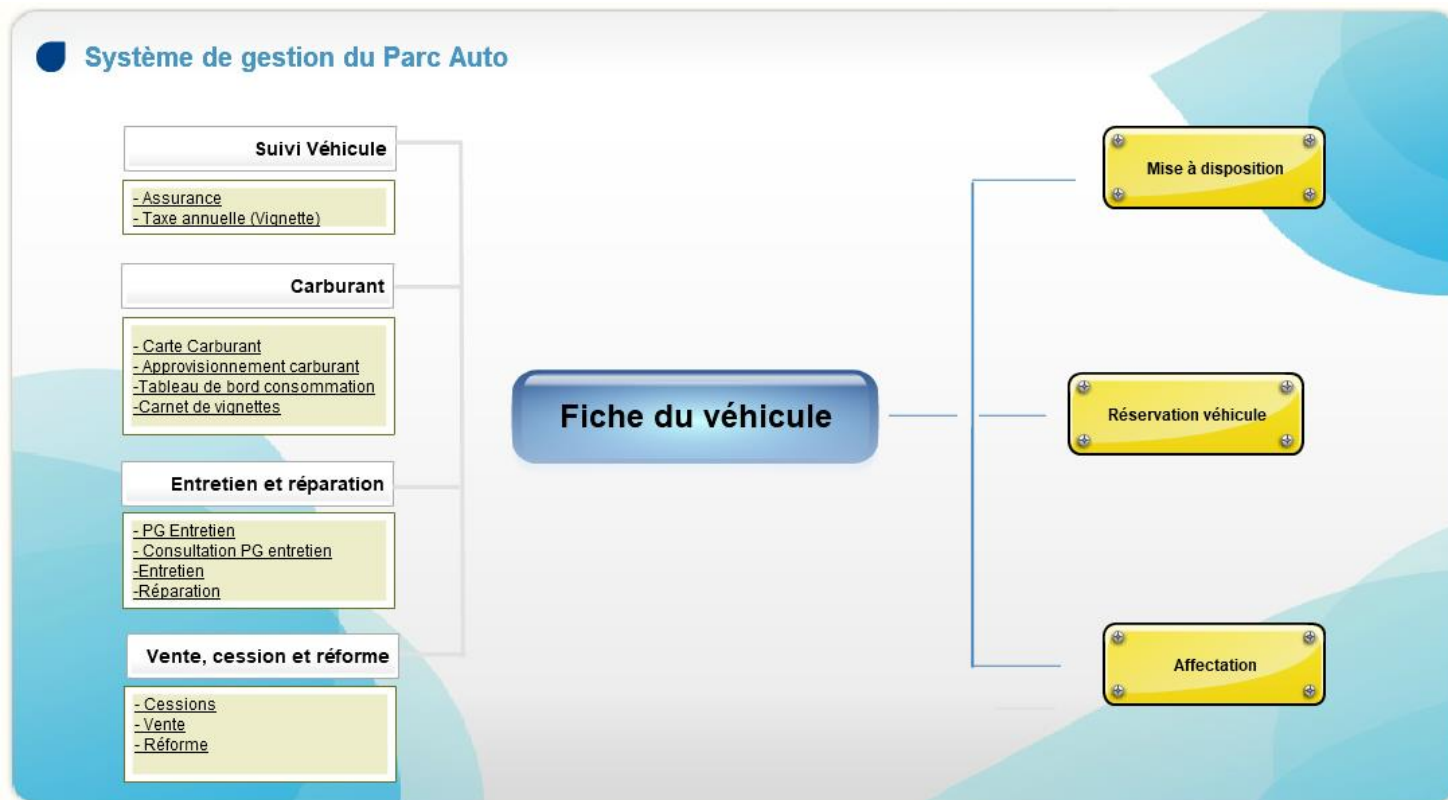 Système de gestion du Parc Auto
Suivi Véhicule
- Assurance
- Taxe annuelle (Vignette)
Carburant
- Carte Carburant
- Approvisionnement carburant
-Tableau de bord consommation
-Carnet de vignettes
Entretien et réparation
- PG Entretien
- Consultation PG entretien
-Entretien
-Réparation
Vente, cession et réforme
- Cessions
- Vente
- Réforme
Fiche du véhicule
Mise à disposition
Réservation véhicule
Affectation